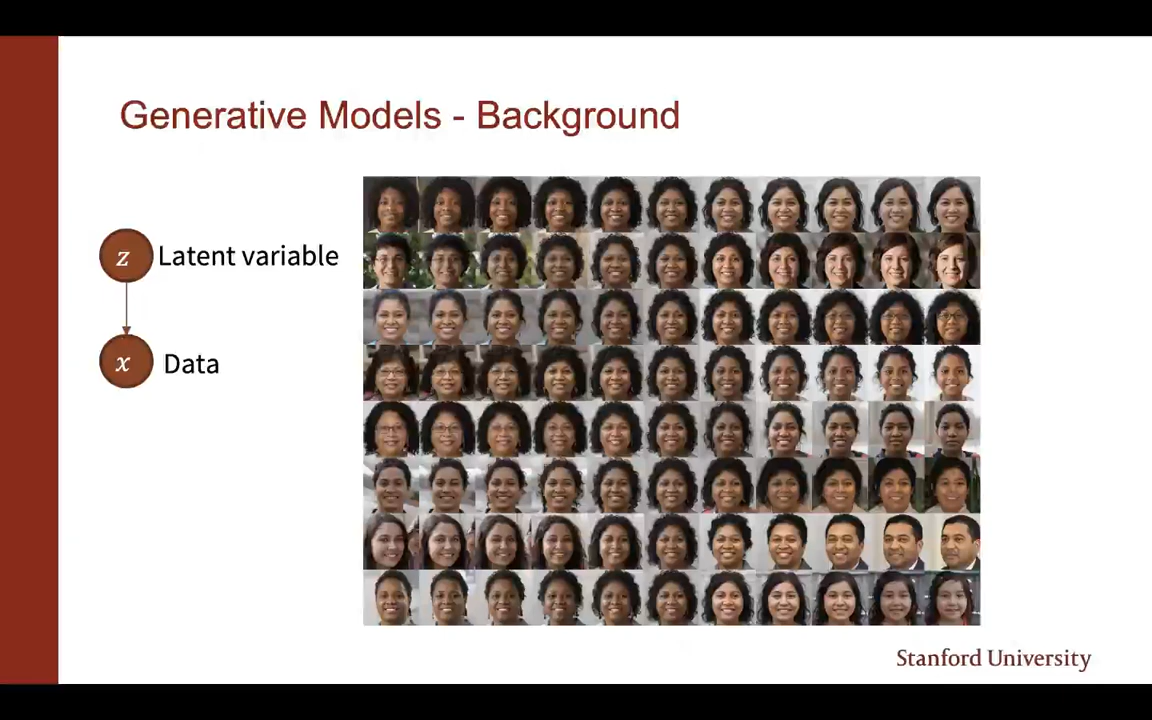 Generative Models - Background
z Latent variable
x Data
Stanford University